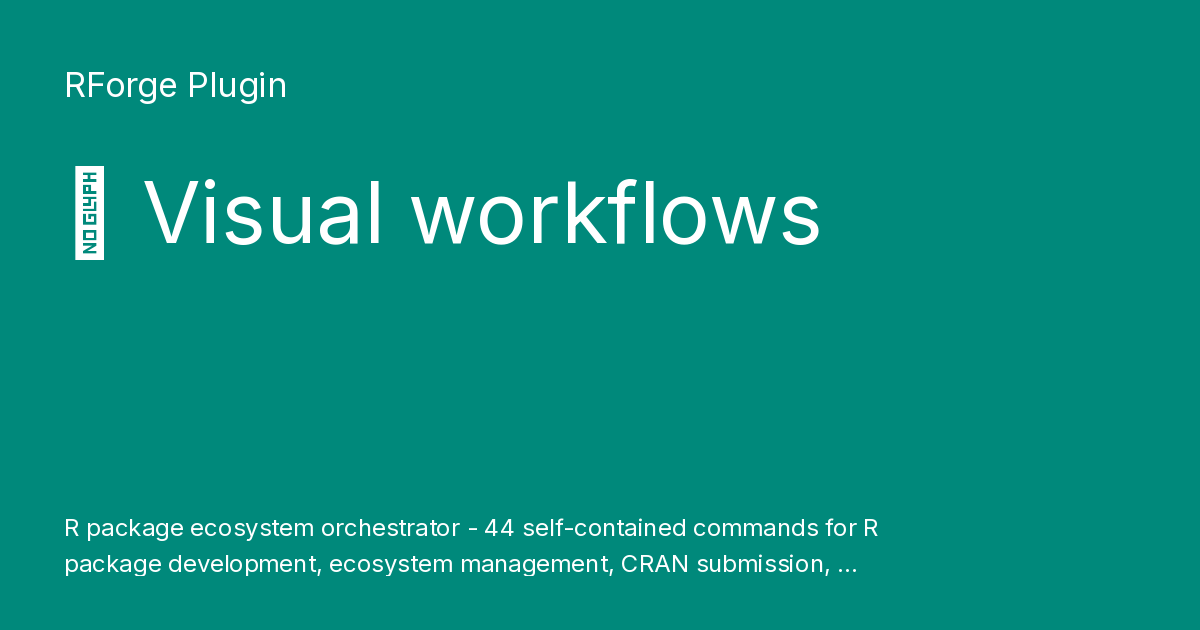 RForge Plugin
NO GLYPH Visual workflows
R package ecosystem orchestrator - 44 self-contained commands for R
package development, ecosystem management, CRAN submission, ...